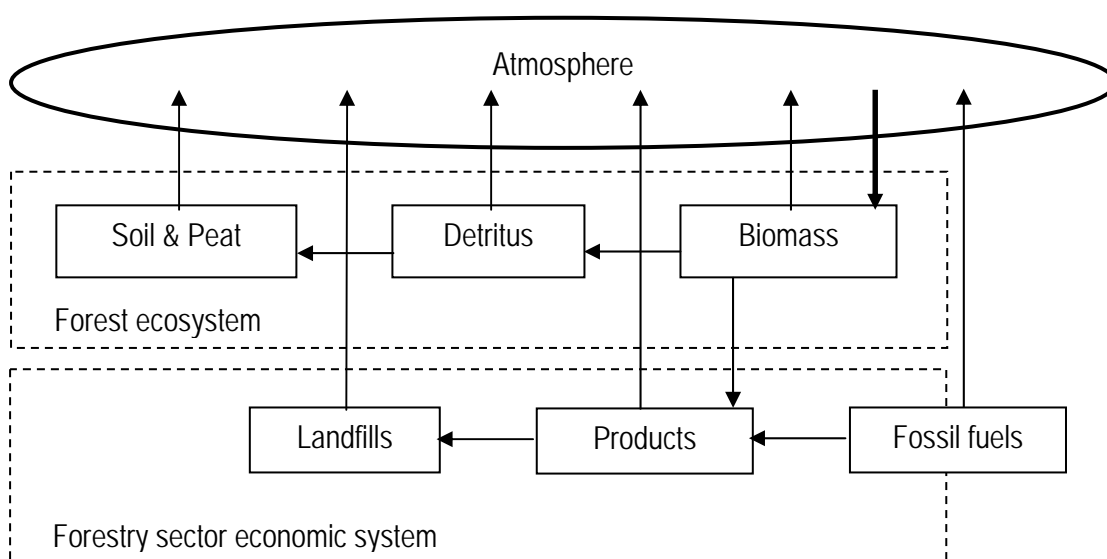 Atmosphere
Soil & Peat
Detritus
Biomass
Forest ecosystem
Landfills
Products
Fossil fuels
Forestry sector economic system